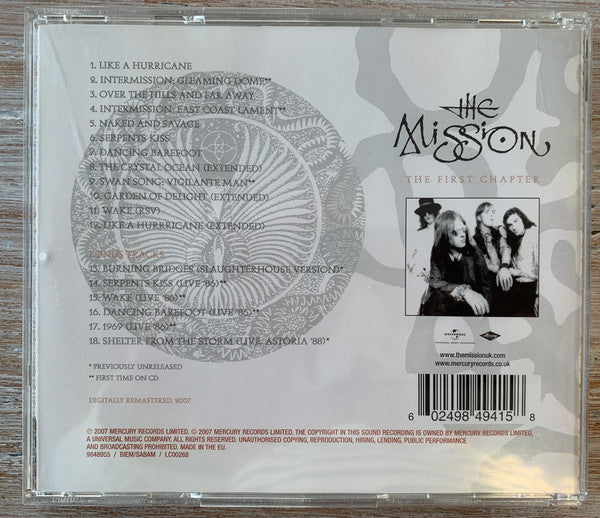 1. LIKE A HURRICANE
2. INTERMISSION: GLEAMING DOME**
3. OVER THE HILLS AND FAR AWAY
4. INTERMISSION: EAST COAST LAMENT**
5. NAKED AND SAVAGE
6. SERPENTS KISS
7. DANCING BAREFOOT
8. THE CRYSTAL OCEAN (EXTENDED)
9. SWAN SONG: VIGILANTE MAN**
10. GARDEN OF DELIGHT (EXTENDED)
11. WAKE (RSV)
12. LIKE A HURRRICANE (EXTENDED)
BONUS TRACKS
13. BURNING BRIDGES (SLAUGHTERHOUSE VERSION)*
14. SERPENTS KISS (LIVE '86)**
15. WAKE (LIVE '86)**
16. DANCING BAREFOOT (LIVE '86)**
17. 1969 (LIVE '86)**
18. SHELTER FROM THE STORM (LIVE, ASTORIA '88)*
* PREVIOUSLY UNRELEASED
** FIRST TIME ON CD
DIGITALLY REMASTERED, 2007
THE
MISSION
THE FIRST CHAPTER
UNIVERSAL
www.themissionuk.com
www.mercuryrecords.co.uk
6 02498 49415 8
℗ 2007 MERCURY RECORDS LIMITED. © 2007 MERCURY RECORDS LIMITED. THE COPYRIGHT IN THIS SOUND RECORDING IS OWNED BY MERCURY RECORDS LIMITED,
A UNIVERSAL MUSIC COMPANY. ALL RIGHTS RESERVED. UNAUTHORISED COPYING, REPRODUCTION, HIRING, LENDING, PUBLIC PERFORMANCE
AND BROADCASTING PROHIBITED. MADE IN THE EU.
9848955 / BIEM/SABAM / LC00268